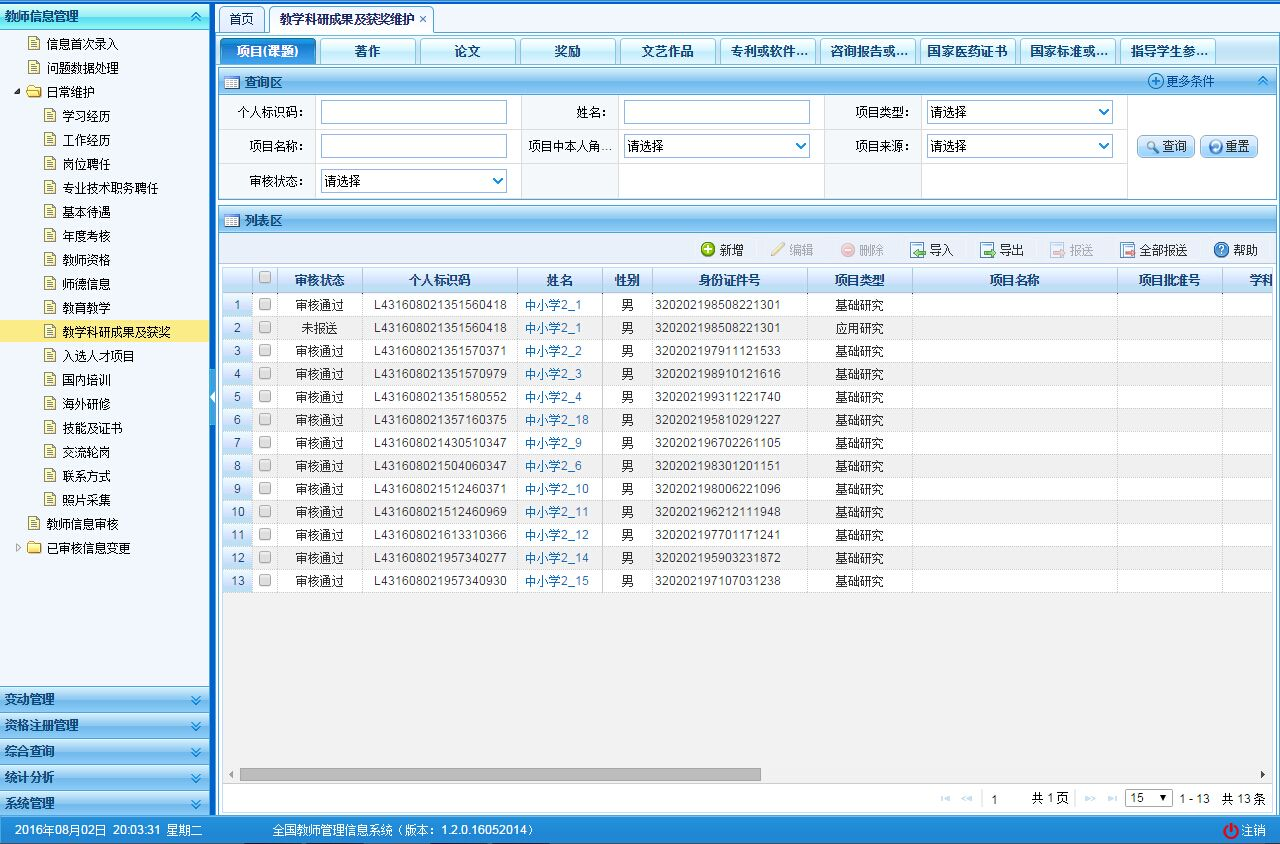 教师信息管理
信息首次录入
问题数据处理
日常维护
学习经历
工作经历
岗位聘任
专业技术职务聘任
基本待遇
年度考核
教师资格
师德信息
教育教学
教学科研成果及获奖
入选人才项目
国内培训
海外研修
技能及证书
交流轮岗
联系方式
照片采集
教师信息审核
已审核信息变更
变动管理
资格注册管理
综合查询
统计分析
系统管理
首页 教学科研成果及获奖维护 ×
项目(课题) 著作 论文 奖励 文艺作品 专利或软件... 咨询报告或... 国家医药证书 国家标准或... 指导学生参...
查询区 更多条件
个人标识码： 姓名： 项目类型： 请选择
项目名称： 项目中本人角... 请选择 项目来源： 请选择 查询 重置
审核状态： 请选择
列表区
新增 编辑 删除 导入 导出 报送 全部报送 帮助
审核状态 个人标识码 姓名 性别 身份证件号 项目类型 项目名称 项目批准号 学科
1 审核通过 L431608021351560418 中小学2_1 男 320202198508221301 基础研究
2 未报送 L431608021351560418 中小学2_1 男 320202198508221301 应用研究
3 审核通过 L431608021351570371 中小学2_2 男 320202197911121533 基础研究
4 审核通过 L431608021351570979 中小学2_3 男 320202198910121616 基础研究
5 审核通过 L431608021351580552 中小学2_4 男 320202199311221740 基础研究
6 审核通过 L431608021357160375 中小学2_18 男 320202195810291227 基础研究
7 审核通过 L431608021430510347 中小学2_9 男 320202196702261105 基础研究
8 审核通过 L431608021504060347 中小学2_6 男 320202198301201151 基础研究
9 审核通过 L431608021512460371 中小学2_10 男 320202198006221096 基础研究
10 审核通过 L431608021512460969 中小学2_11 男 320202196212111948 基础研究
11 审核通过 L431608021613310366 中小学2_12 男 320202197701171241 基础研究
12 审核通过 L431608021957340277 中小学2_14 男 320202195903231872 基础研究
13 审核通过 L431608021957340930 中小学2_15 男 320202197107031238 基础研究
1 共 1 页 15 1 - 13 共 13 条
2016年08月02日 20:03:31 星期二 全国教师管理信息系统（版本：1.2.0.16052014） 注销